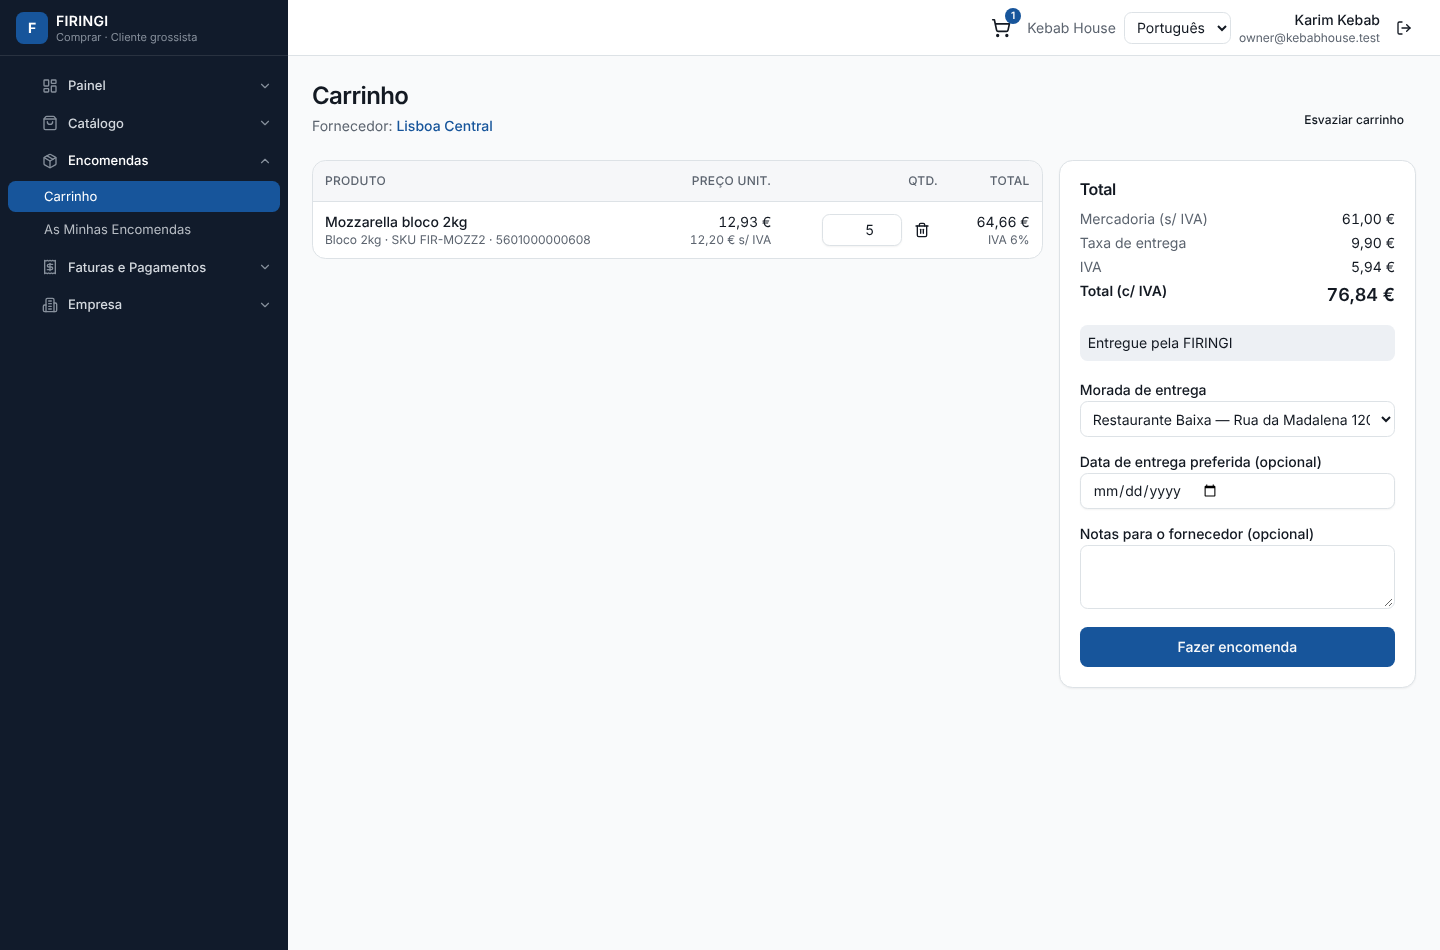 F
FIRINGI
Comprar · Cliente grossista
Painel
Catálogo
Encomendas
Carrinho
As Minhas Encomendas
Faturas e Pagamentos
Empresa
1
Kebab House
Português
Karim Kebab
owner@kebabhouse.test
Carrinho
Fornecedor: Lisboa Central
Esvaziar carrinho
PRODUTO PREÇO UNIT. QTD. TOTAL
Mozzarella bloco 2kg 12,93 € 5 64,66 €
Bloco 2kg · SKU FIR-MOZZ2 · 5601000000608 12,20 € s/ IVA IVA 6%
Total
Mercadoria (s/ IVA) 61,00 €
Taxa de entrega 9,90 €
IVA 5,94 €
Total (c/ IVA) 76,84 €
Entregue pela FIRINGI
Morada de entrega
Restaurante Baixa — Rua da Madalena 120
Data de entrega preferida (opcional)
mm/dd/yyyy
Notas para o fornecedor (opcional)
Fazer encomenda